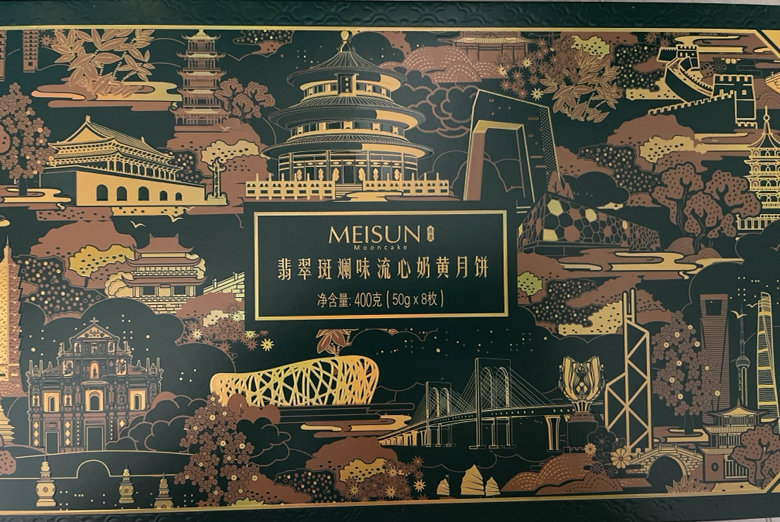 MEISUN
Mooncake
翡翠斑斓味流心奶黄月饼
净含量: 400克 ( 50g x 8枚 )